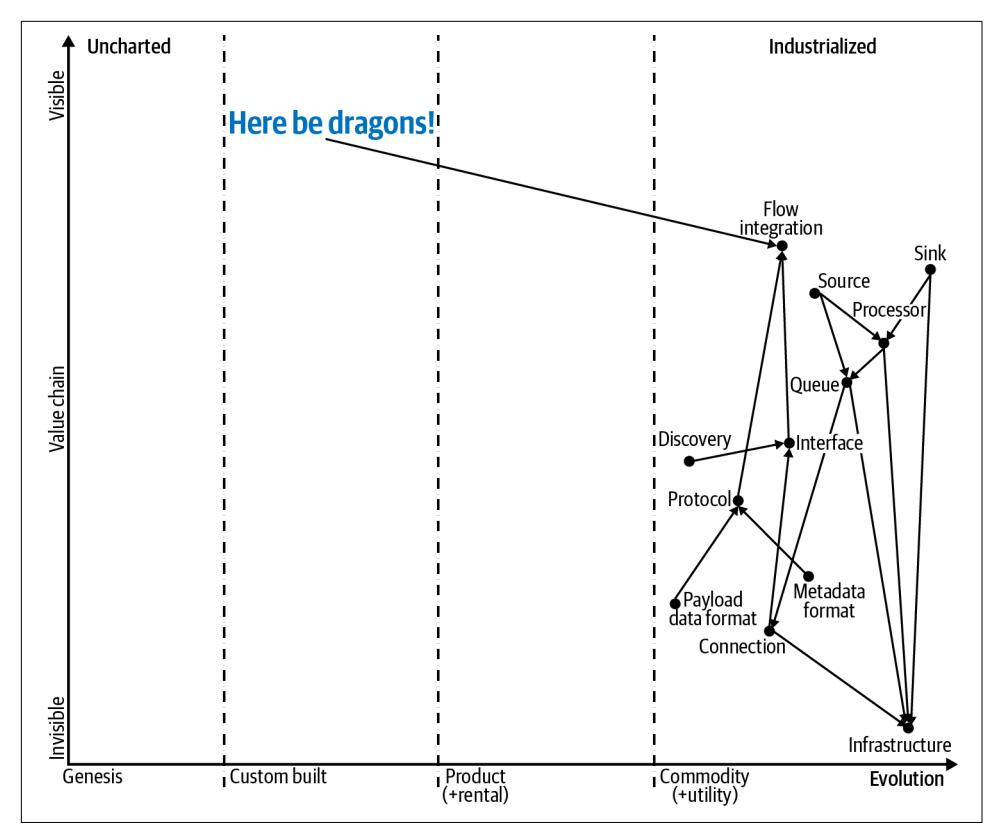 Uncharted
Industrialized
Visible
Here be dragons!
Flow
integration
Sink
Source
Processor
Queue
Value chain
Discovery
Interface
Protocol
Payload
data format
Metadata
format
Connection
Invisible
Infrastructure
Genesis
Custom built
Product
(+rental)
Commodity
(+utility)
Evolution